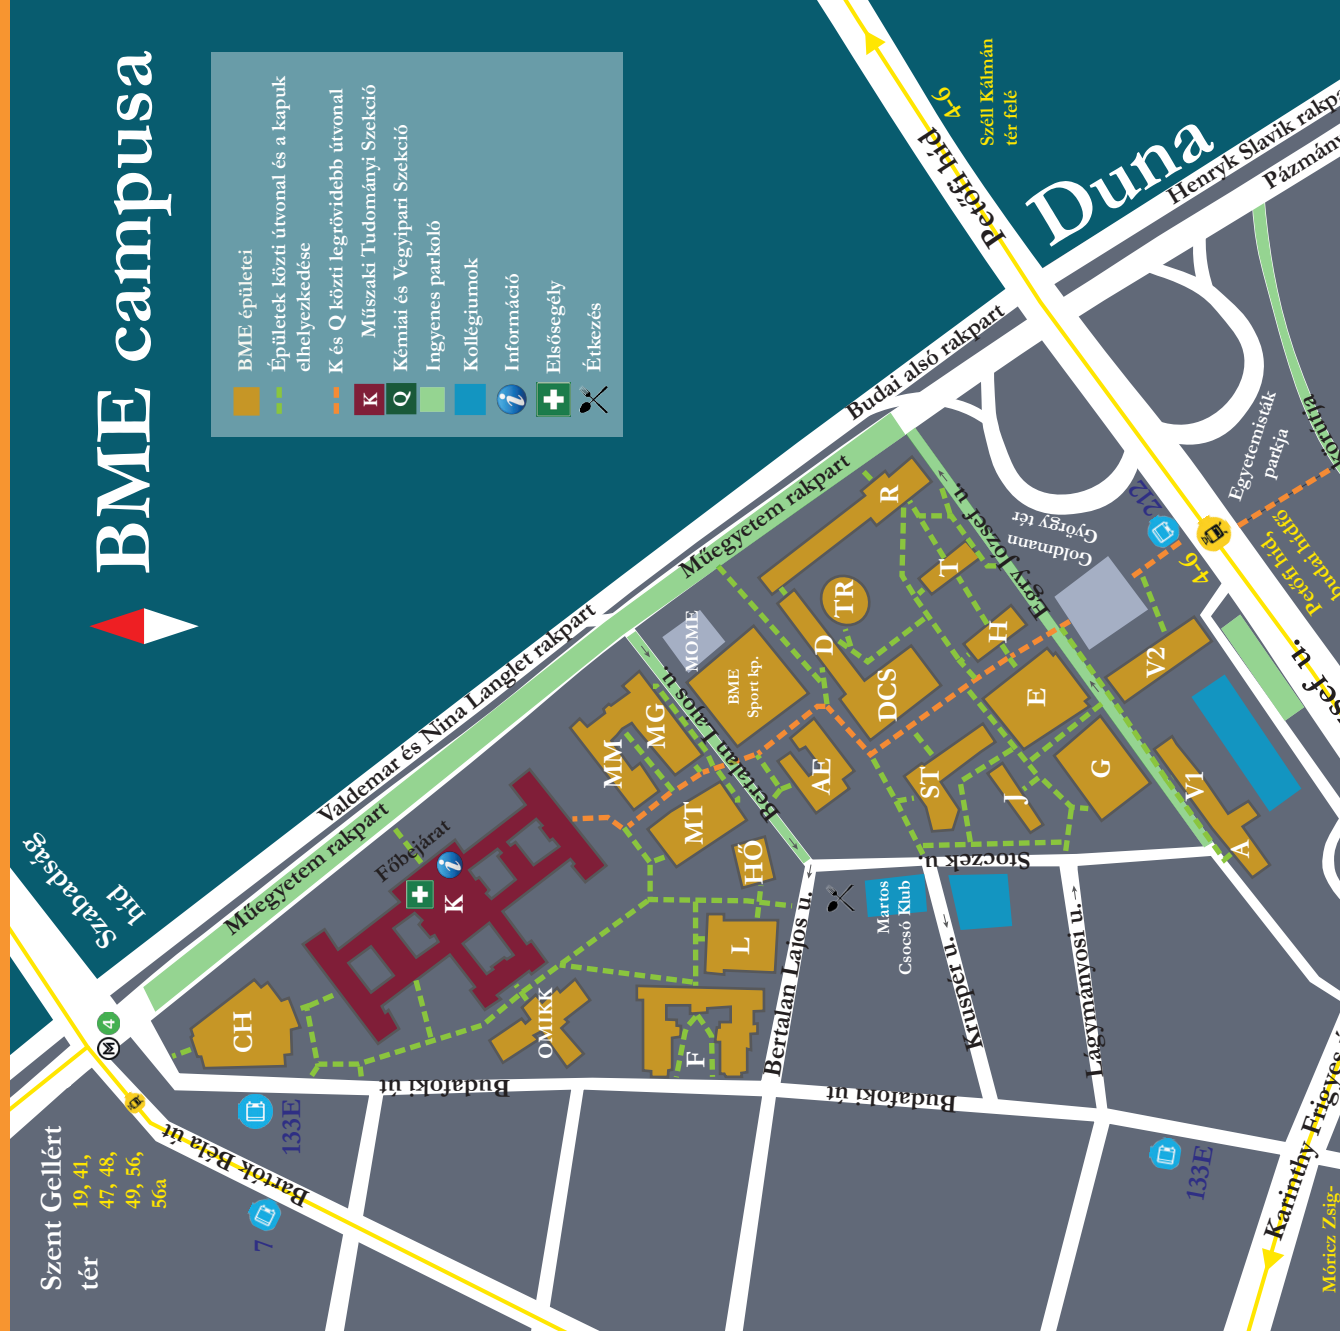 BME campusa
BME épületei
Épületek közti útvonal és a kapuk
elhelyezkedése
K és Q közti legrövidebb útvonal
K
Műszaki Tudományi Szekció
Q
Kémiai és Vegyipari Szekció
Ingyenes parkoló
Kollégiumok
Információ
Elsősegély
Étkezés
4-6
Széll Kálmán
tér felé
Petőfi híd
Duna
Henryk Slavik
Budai alsó rakpart
Műegyetem rakpart
Valdemar és Nina Langlet rakpart
Műegyetem rakpart
Szabadság
híd
M 4
Szent Gellért
tér
19, 41,
47, 48,
49, 56,
56a
7
133E
Bartók Béla út
Budafoki út
Budafoki út
133E
Karinthy Frigyes
Móricz Zsig-
Főbejárat
K
CH
OMIKK
F
L
HŐ
MT
MM
MG
MOME
BME
Sport kp.
AE
D
TR
DCS
R
T
H
E
ST
J
G
V1
V2
A
Bertalan Lajos u.
Bertalan Lajos u.
Egry József u.
Goldmann
György tér
Stoczek u.
Martos
Csocsó Klub
Kruspér u.
Lágymányosi u.
212
4-6
Petőfi híd,
budai hídfő
Egyetemisták
parkja
körútja